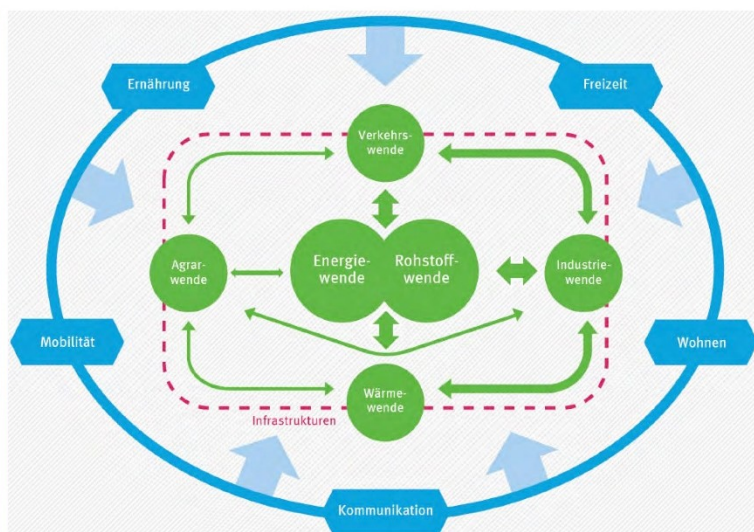 Ernährung
Freizeit
Verkehrs-
wende
Agrar-
wende
Energie-
wende
Rohstoff-
wende
Industrie-
wende
Mobilität
Wohnen
Wärme-
wende
Infrastrukturen
Kommunikation